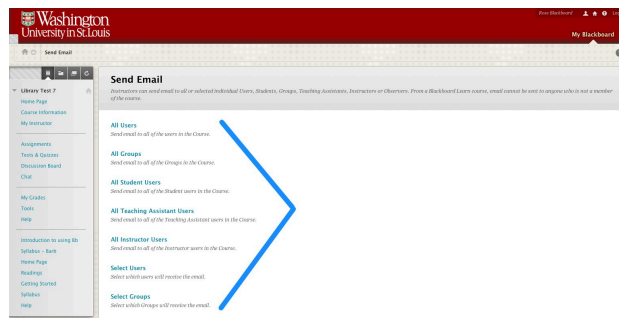 Washington
University in St.Louis
Ross Blackboard
My Blackboard
Send Email
Library Test 7
Home Page
Course Information
My Instructor
Assignments
Tests & Quizzes
Discussion Board
Chat
My Grades
Tools
Help
Introduction to using Bb
Syllabus - Barb
Home Page
Readings
Getting Started
Syllabus
Help
Send Email
Instructors can send email to all or selected individual Users, Students, Groups, Teaching Assistants, Instructors or Observers. From a Blackboard Learn course, email cannot be sent to anyone who is not a member
of the course.
All Users
Send email to all of the users in the Course.
All Groups
Send email to all of the Groups in the Course.
All Student Users
Send email to all of the Student users in the Course.
All Teaching Assistant Users
Send email to all of the Teaching Assistant users in the Course.
All Instructor Users
Send email to all of the Instructor users in the Course.
Select Users
Select which users will receive the email.
Select Groups
Select which Groups will receive the email.